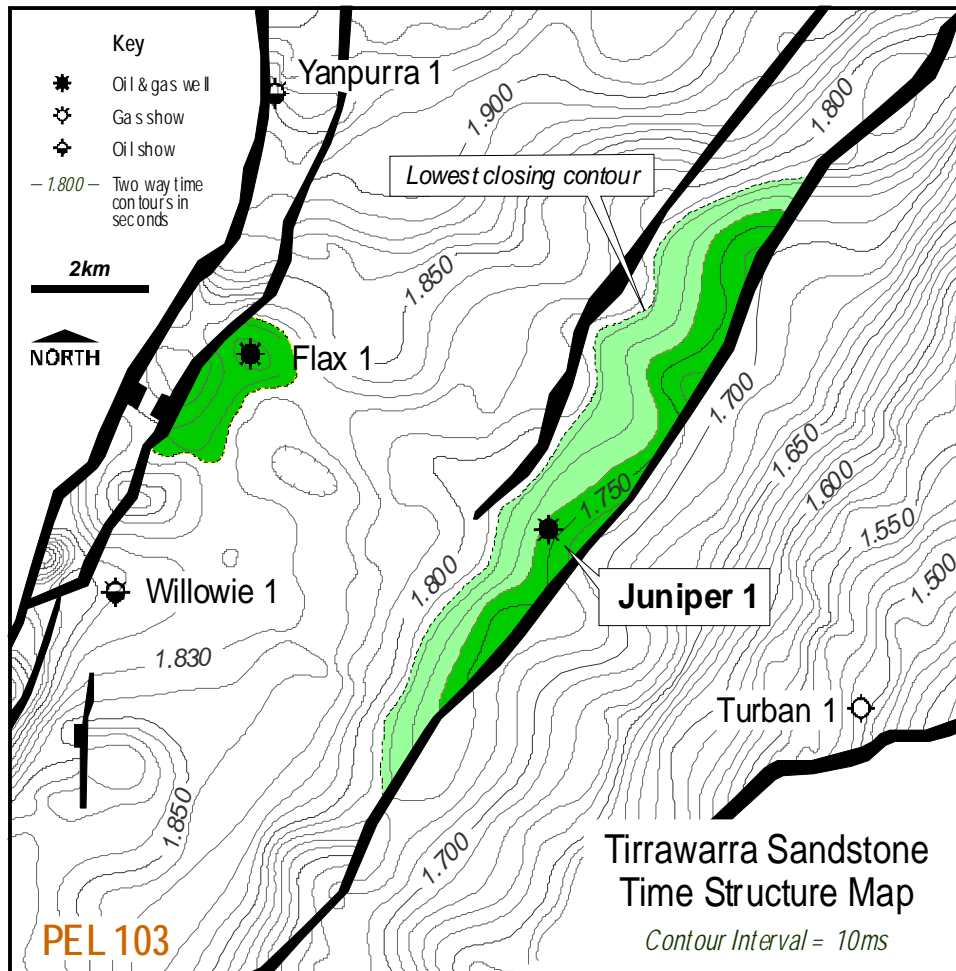 Key
Oil & gas well
Gas show
Oil show
– 1.800 –
Two way time
contours in
seconds
2km
NORTH
Yanpurra 1
1.900
1.800
Lowest closing contour
1.850
Flax 1
1.700
1.650
1.600
1.750
1.550
1.800
1.500
Willowie 1
Juniper 1
1.830
Turban 1
1.850
1.700
Tirrawarra Sandstone
Time Structure Map
PEL 103
Contour Interval = 10ms